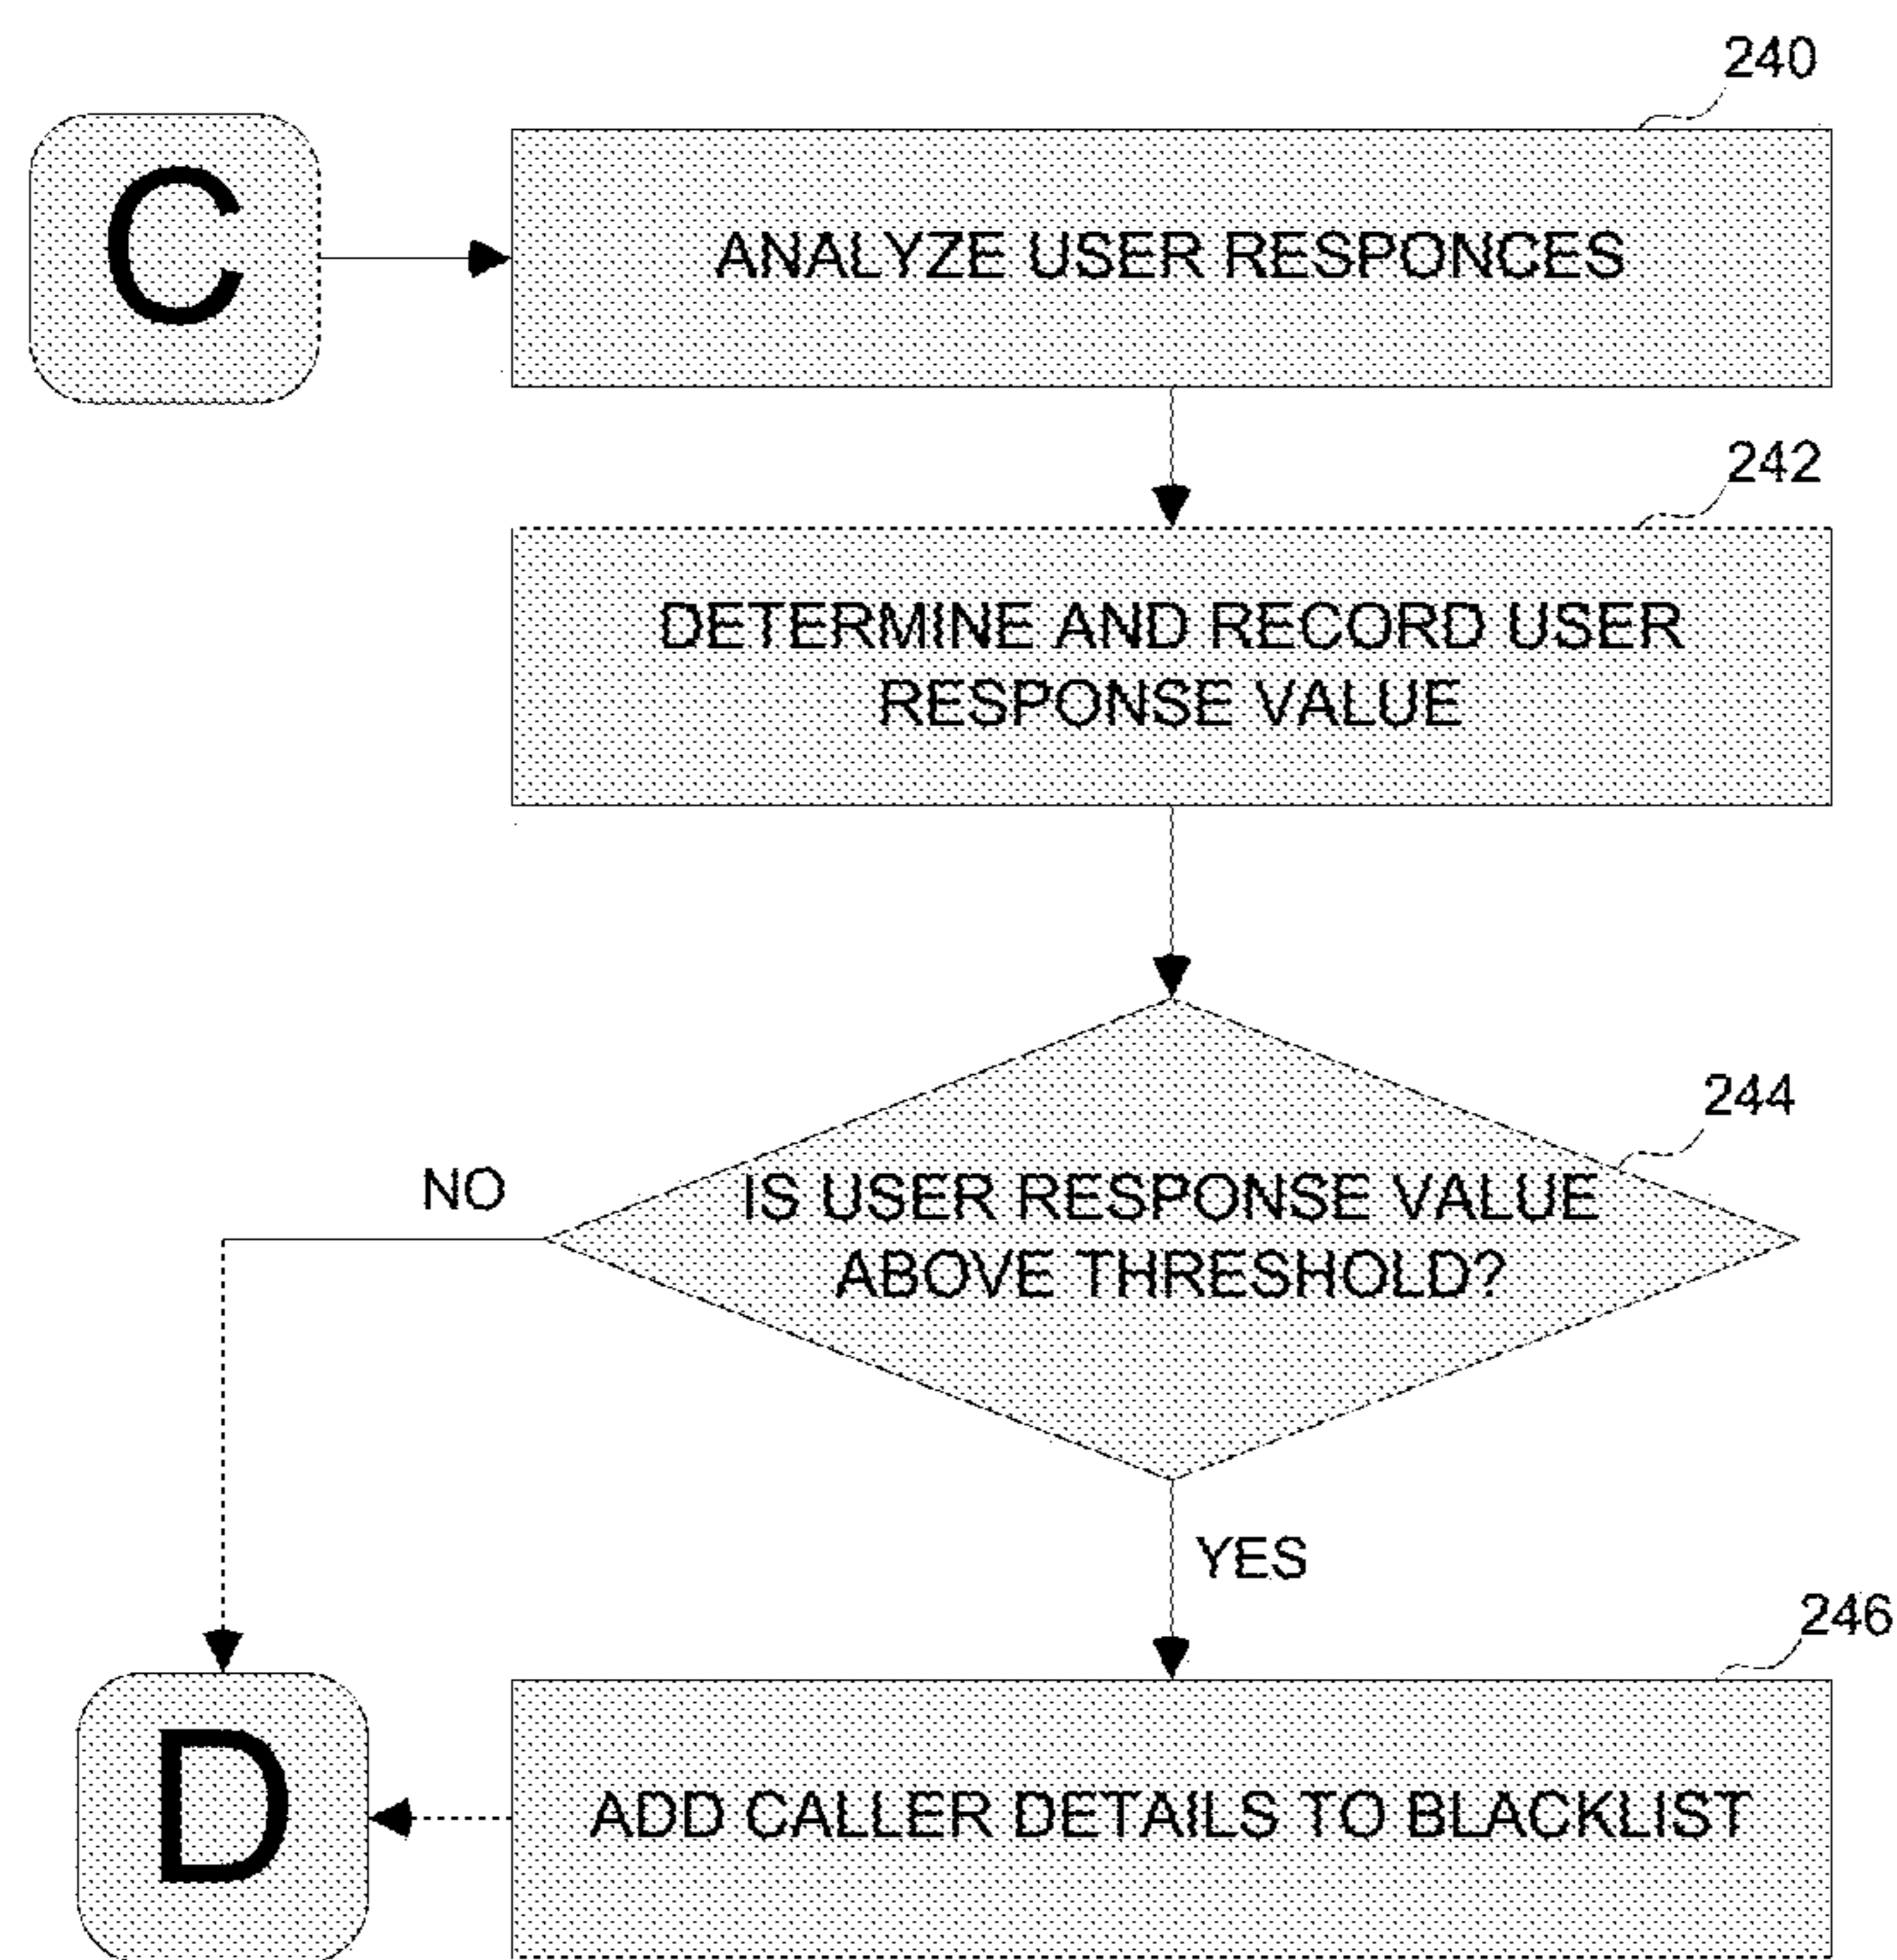 240
C
ANALYZE USER RESPONCES
242
DETERMINE AND RECORD USER
RESPONSE VALUE
244
NO
IS USER RESPONSE VALUE
ABOVE THRESHOLD?
YES
246
D
ADD CALLER DETAILS TO BLACKLIST